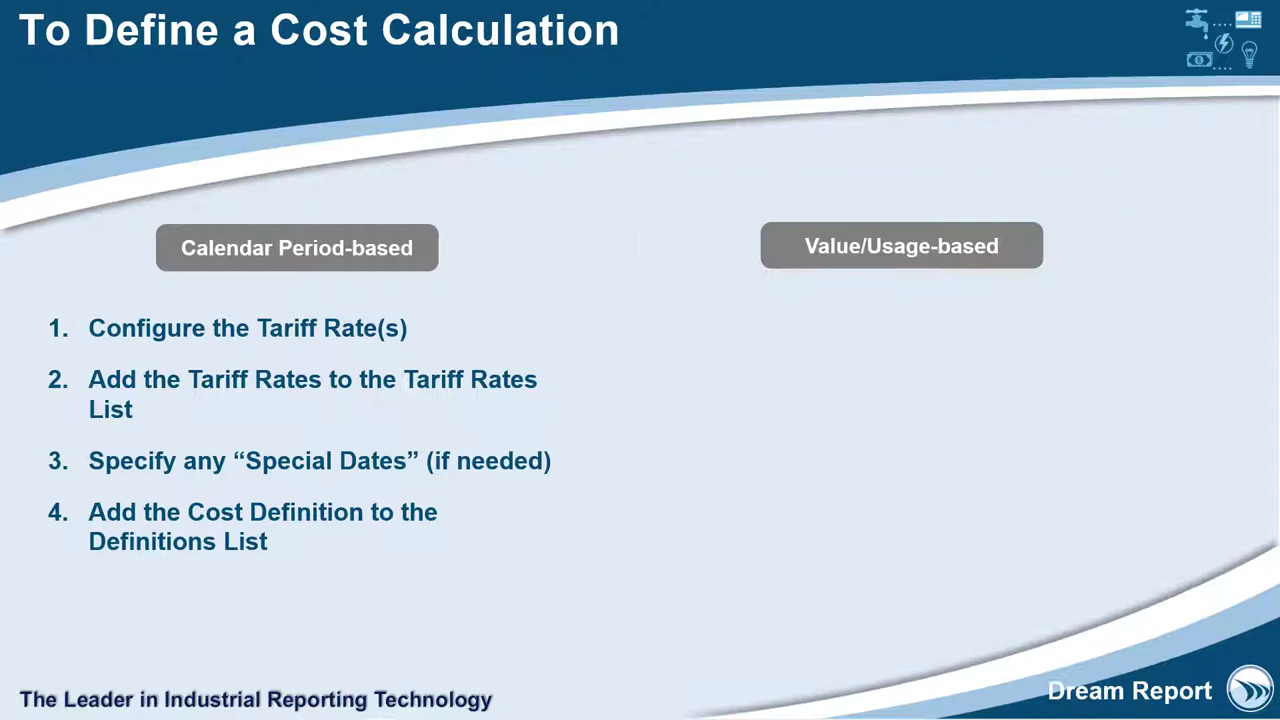 To Define a Cost Calculation
Calendar Period-based
1. Configure the Tariff Rate(s)
2. Add the Tariff Rates to the Tariff Rates
List
3. Specify any “Special Dates” (if needed)
4. Add the Cost Definition to the
Definitions List
Value/Usage-based
The Leader in Industrial Reporting Technology
Dream Report